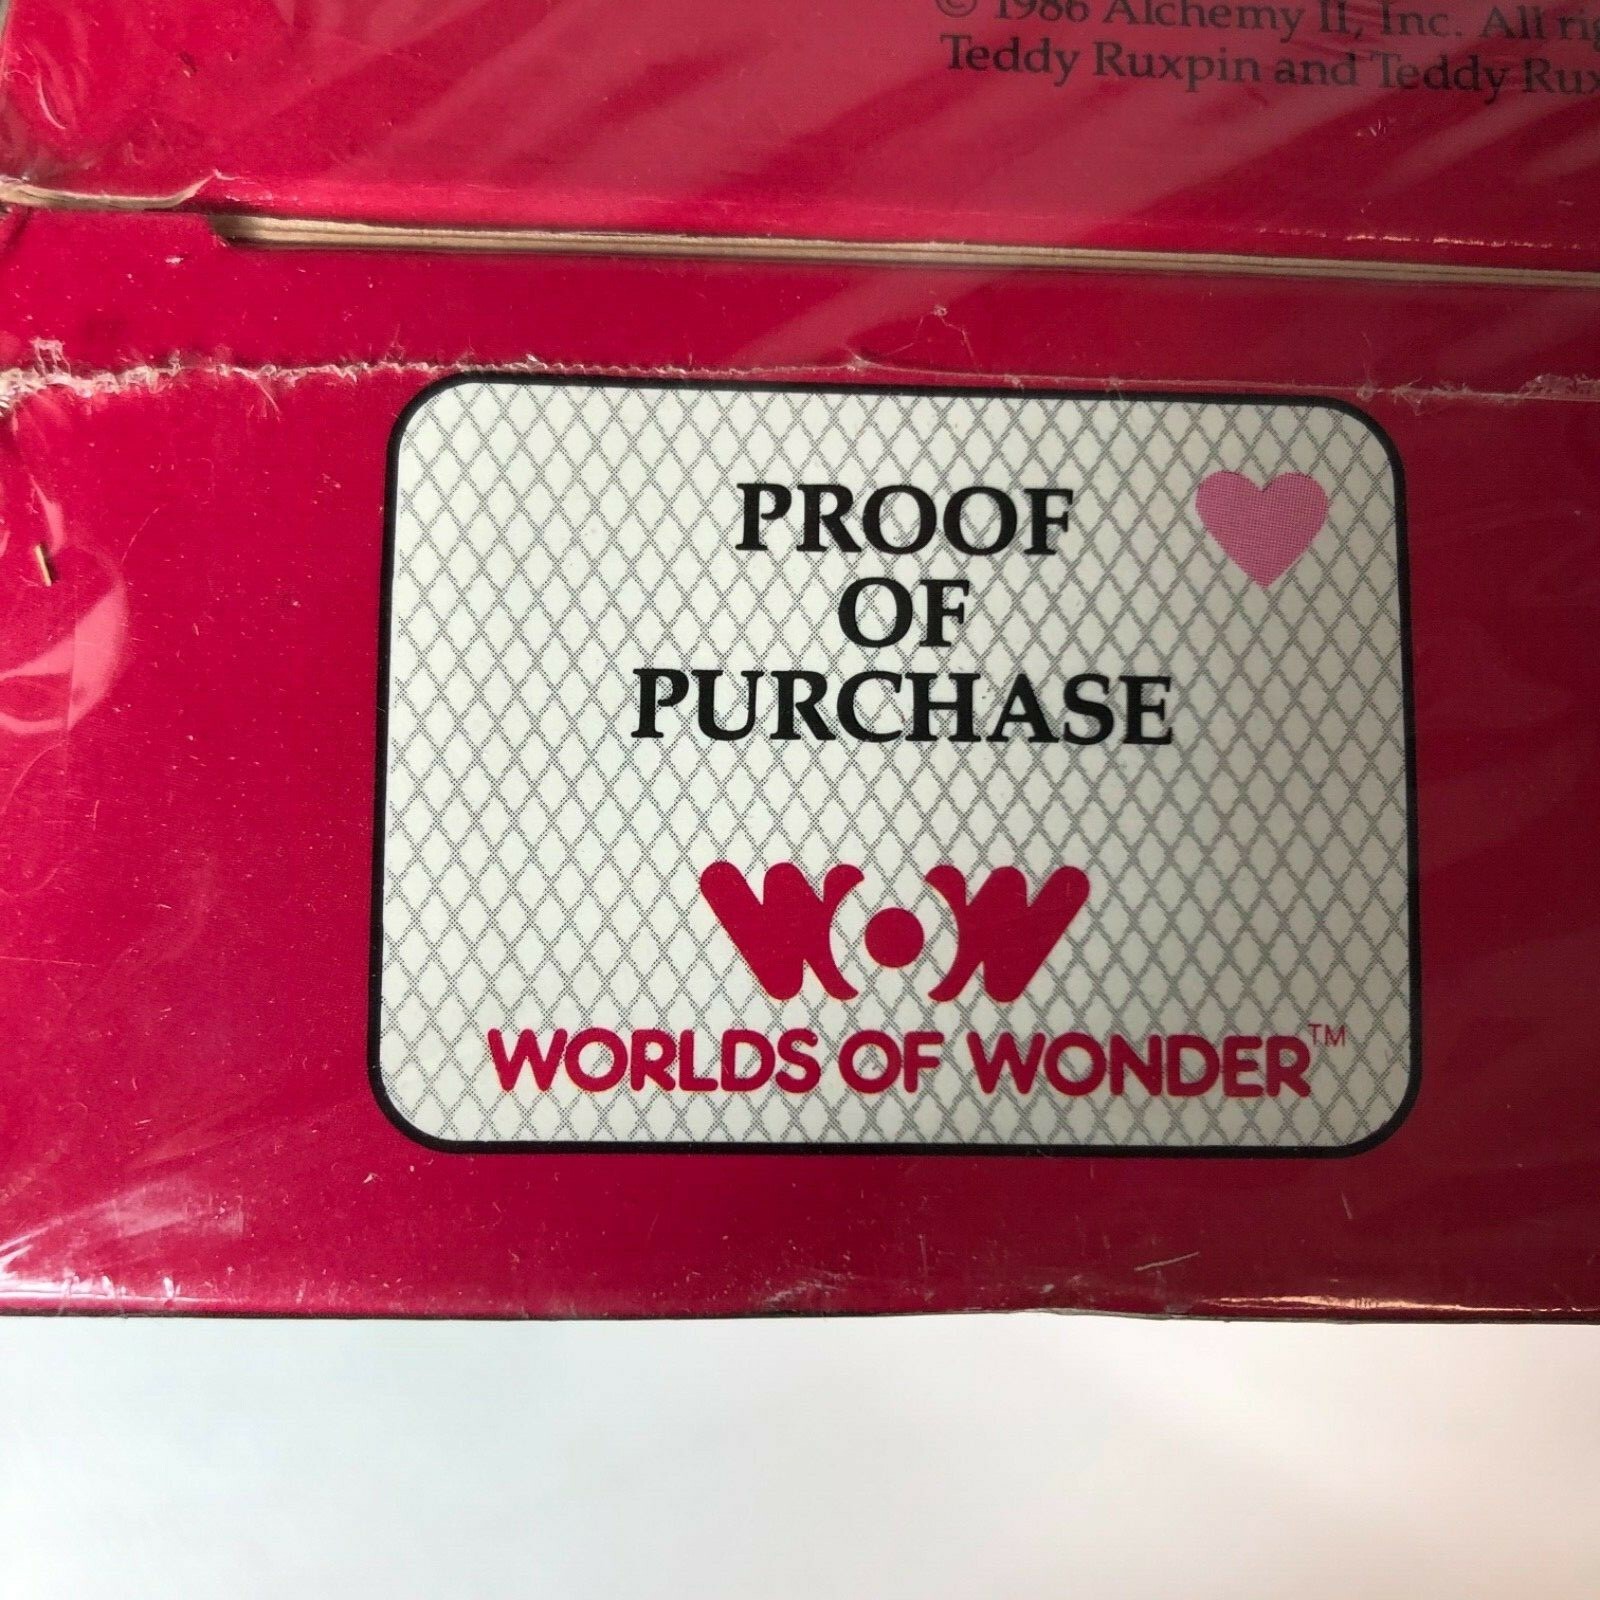 © 1986 Alchemy II, Inc. All
Teddy Ruxpin and Teddy
PROOF
OF
PURCHASE
WOW
WORLDS OF WONDER™